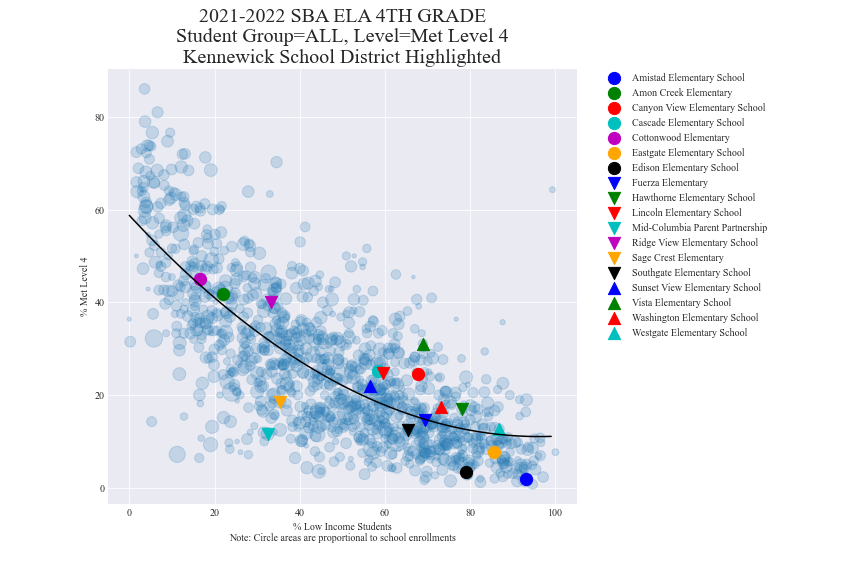 2021-2022 SBA ELA 4TH GRADE
Student Group=ALL, Level=Met Level 4
Kennewick School District Highlighted
% Met Level 4
80
60
40
20
0
0 20 40 60 80 100
% Low Income Students
Note: Circle areas are proportional to school enrollments
Amistad Elementary School
Amon Creek Elementary
Canyon View Elementary School
Cascade Elementary School
Cottonwood Elementary
Eastgate Elementary School
Edison Elementary School
Fuerza Elementary
Hawthorne Elementary School
Lincoln Elementary School
Mid-Columbia Parent Partnership
Ridge View Elementary School
Sage Crest Elementary
Southgate Elementary School
Sunset View Elementary School
Vista Elementary School
Washington Elementary School
Westgate Elementary School